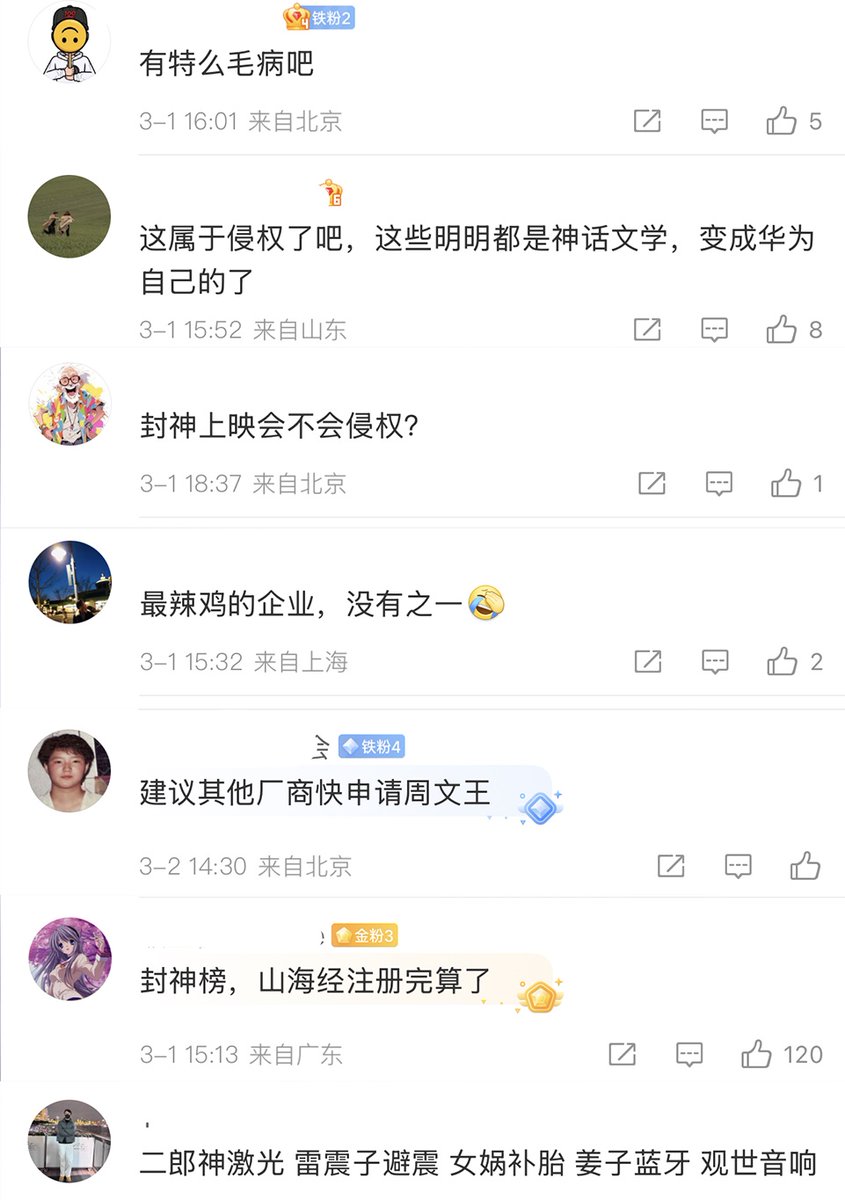 铁粉2
有特么毛病吧
3-1 16:01 来自北京
5
6
这属于侵权了吧，这些明明都是神话文学，变成华为
自己的了
3-1 15:52 来自山东
8
封神上映会不会侵权？
3-1 18:37 来自北京
1
最辣鸡的企业，没有之一
3-1 15:32 来自上海
2
铁粉4
建议其他厂商快申请周文王
3-2 14:30 来自北京
金粉3
封神榜，山海经注册完算了
3-1 15:13 来自广东
120
二郎神激光 雷震子避震 女娲补胎 姜子蓝牙 观世音响